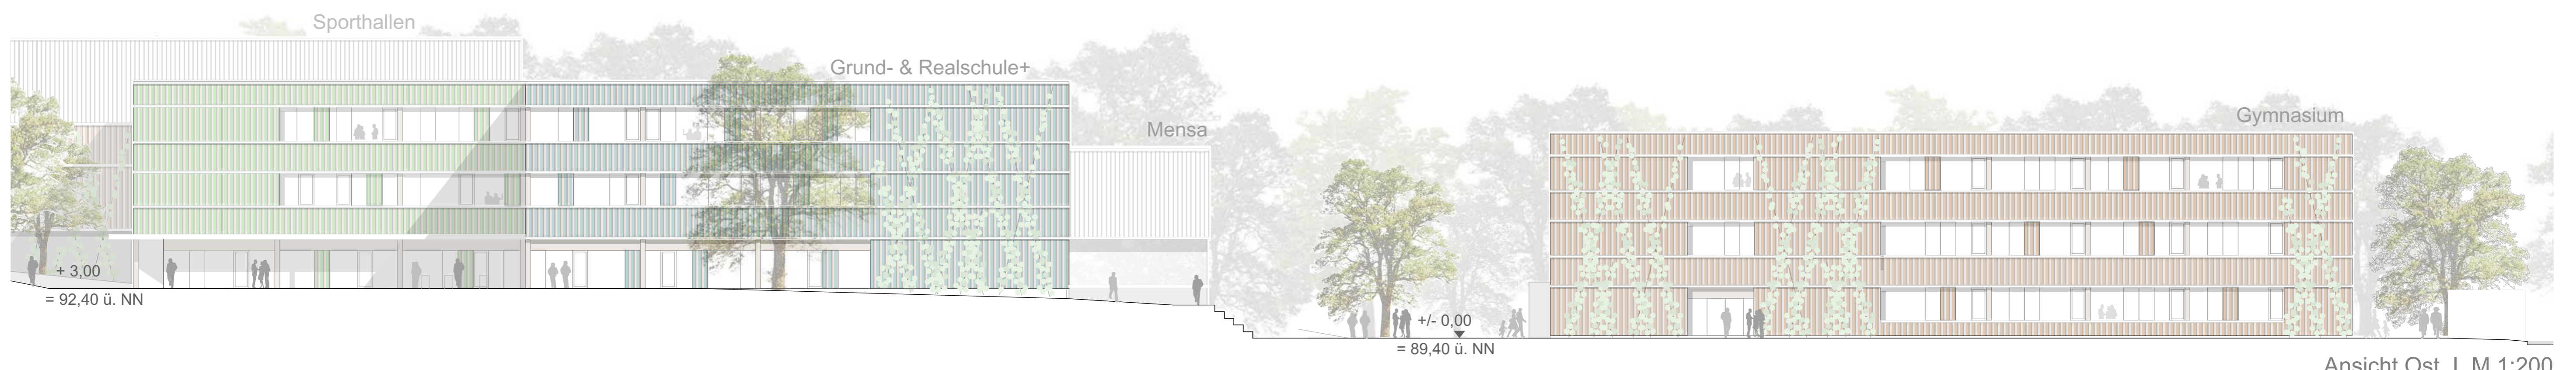 Sporthallen
Grund- & Realschule+
Mensa
Gymnasium
+ 3,00
= 92,40 ü. NN
+/- 0,00
= 89,40 ü. NN
Ansicht Ost I M 1:200